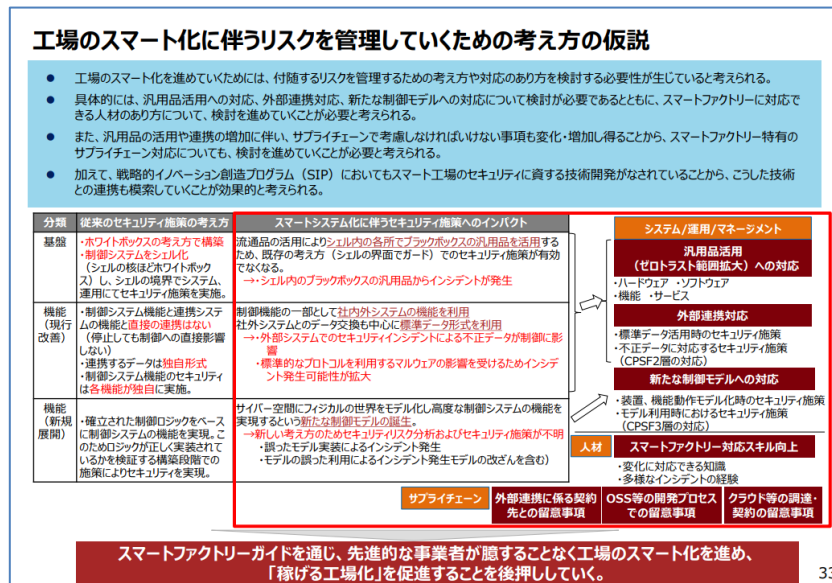 工場のスマート化に伴うリスクを管理していくための考え方の仮説
● 工場のスマート化を進めていくためには、付随するリスクを管理するための考え方や対応のあり方を検討する必要性が生じていると考えられる。
● 具体的には、汎用品活用への対応、外部連携対応、新たな制御モデルへの対応について検討が必要であるとともに、スマートファクトリーに対応で
きる人材のあり方について、検討を進めていくことが必要と考えられる。
● また、汎用品の活用や連携の増加に伴い、サプライチェーンで考慮しなければいけない事項も変化・増加し得ることから、スマートファクトリー特有の
サプライチェーン対応についても、検討を進めていくことが必要と考えられる。
● 加えて、戦略的イノベーション創造プログラム（SIP）においてもスマート工場のセキュリティに資する技術開発がなされていることから、こうした技術
との連携も模索していくことが効果的と考えられる。
分類
従来のセキュリティ施策の考え方
スマートシステム化に伴うセキュリティ施策へのインパクト
基盤
・ホワイトボックスの考え方で構築
・制御システムをシェル化
（シェルの核ほどホワイトボック
ス）し、シェルの境界でシステム、
運用にてセキュリティ施策を実施。
流通品の活用によりシェル内の各所でブラックボックスの汎用品を活用する
ため、既存の考え方（シェルの界面でガード）でのセキュリティ施策が有効
でなくなる。
→・シェル内のブラックボックスの汎用品からインシデントが発生
機能
（現行
改善）
・制御システム機能と連携システ
ムの機能と直接の連携はない
（停止しても制御への直接影響
しない）
・連携するデータは独自形式
・制御システム機能のセキュリティ
は各機能が独自に実施。
制御機能の一部として社内外システムの機能を利用
社外システムとのデータ交換も中心に標準データ形式を利用
→・外部システムでのセキュリティインシデントによる不正データが制御に影
響
・標準的なプロトコルを利用するマルウェアの影響を受けるためインシデ
ント発生可能性が拡大
機能
（新規
展開）
・確立された制御ロジックをベース
に制御システムの機能を実現。こ
のためロジックが正しく実装されて
いるかを検証する構築段階での
施策によりセキュリティを実現。
サイバー空間にフィジカルの世界をモデル化し高度な制御システムの機能を
実現するという新たな制御モデルの誕生。
→新しい考え方のためセキュリティリスク分析およびセキュリティ施策が不明
・誤ったモデル実装によるインシデント発生
・モデルの誤った利用によるインシデント発生モデルの改ざんを含む）
システム/運用/マネージメント
汎用品活用
（ゼロトラスト範囲拡大）への対応
・ハードウェア ・ソフトウェア
・機能 ・サービス
外部連携対応
・標準データ活用時のセキュリティ施策
・不正データに対応するセキュリティ施策
（CPSF2層の対応）
新たな制御モデルへの対応
・装置、機能動作モデル化時のセキュリティ施策
・モデル利用時におけるセキュリティ施策
（CPSF3層の対応）
人材
スマートファクトリー対応スキル向上
・変化に対応できる知識
・多様なインシデントの経験
サプライチェーン
外部連携に係る契約
先との留意事項
OSS等の開発プロセス
での留意事項
クラウド等の調達・
契約の留意事項
スマートファクトリーガイドを通じ、先進的な事業者が臆することなく工場のスマート化を進め、
「稼げる工場化」を促進することを後押ししていく。
33